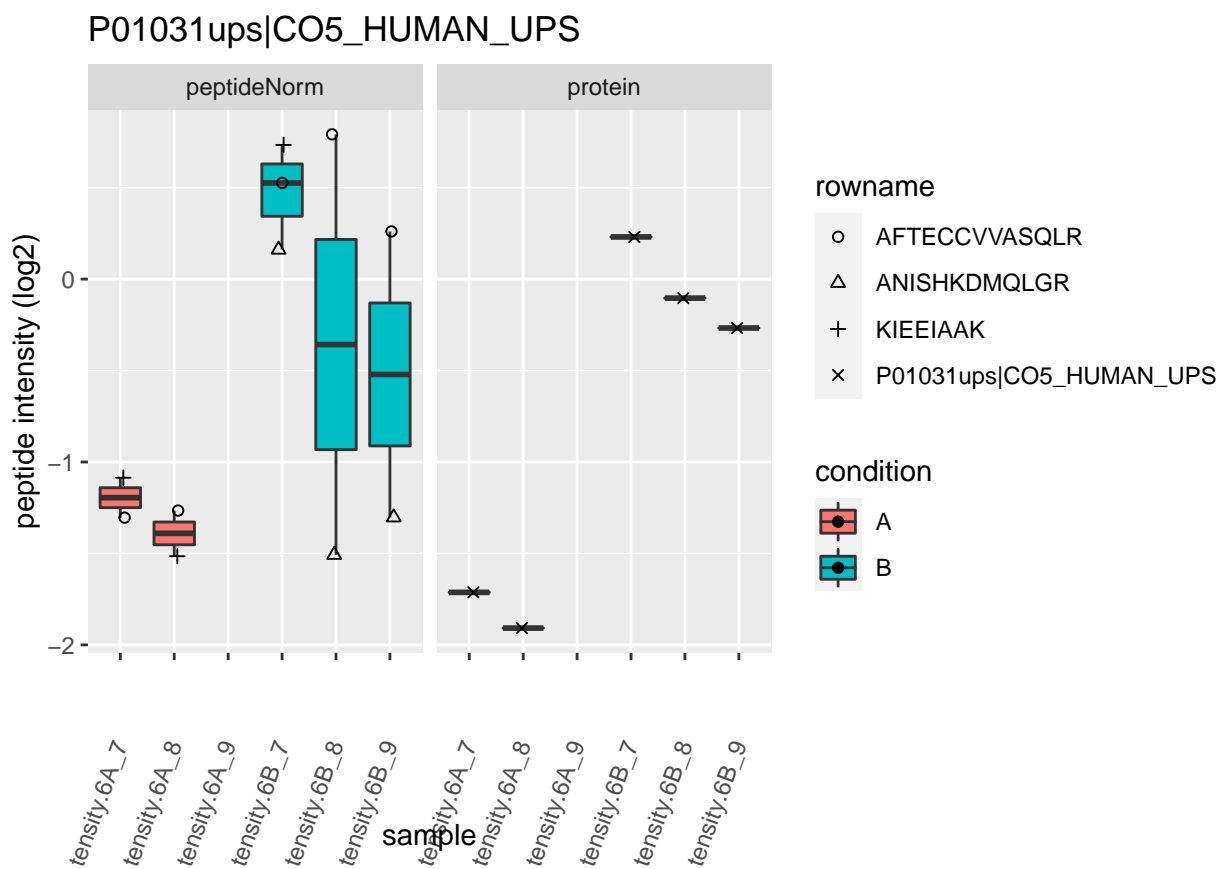 P01031ups|CO5_HUMAN_UPS
peptideNorm
protein
peptide intensity (log2)
0
−1
−2
tensity.6A_7
tensity.6A_8
tensity.6A_9
tensity.6B_7
tensity.6B_8
tensity.6B_9
tensity.6A_7
tensity.6A_8
tensity.6A_9
tensity.6B_7
tensity.6B_8
tensity.6B_9
sample
rowname
AFTECCVVASQLR
ANISHKDMQLGR
KIEEIAAK
P01031ups|CO5_HUMAN_UPS
condition
A
B